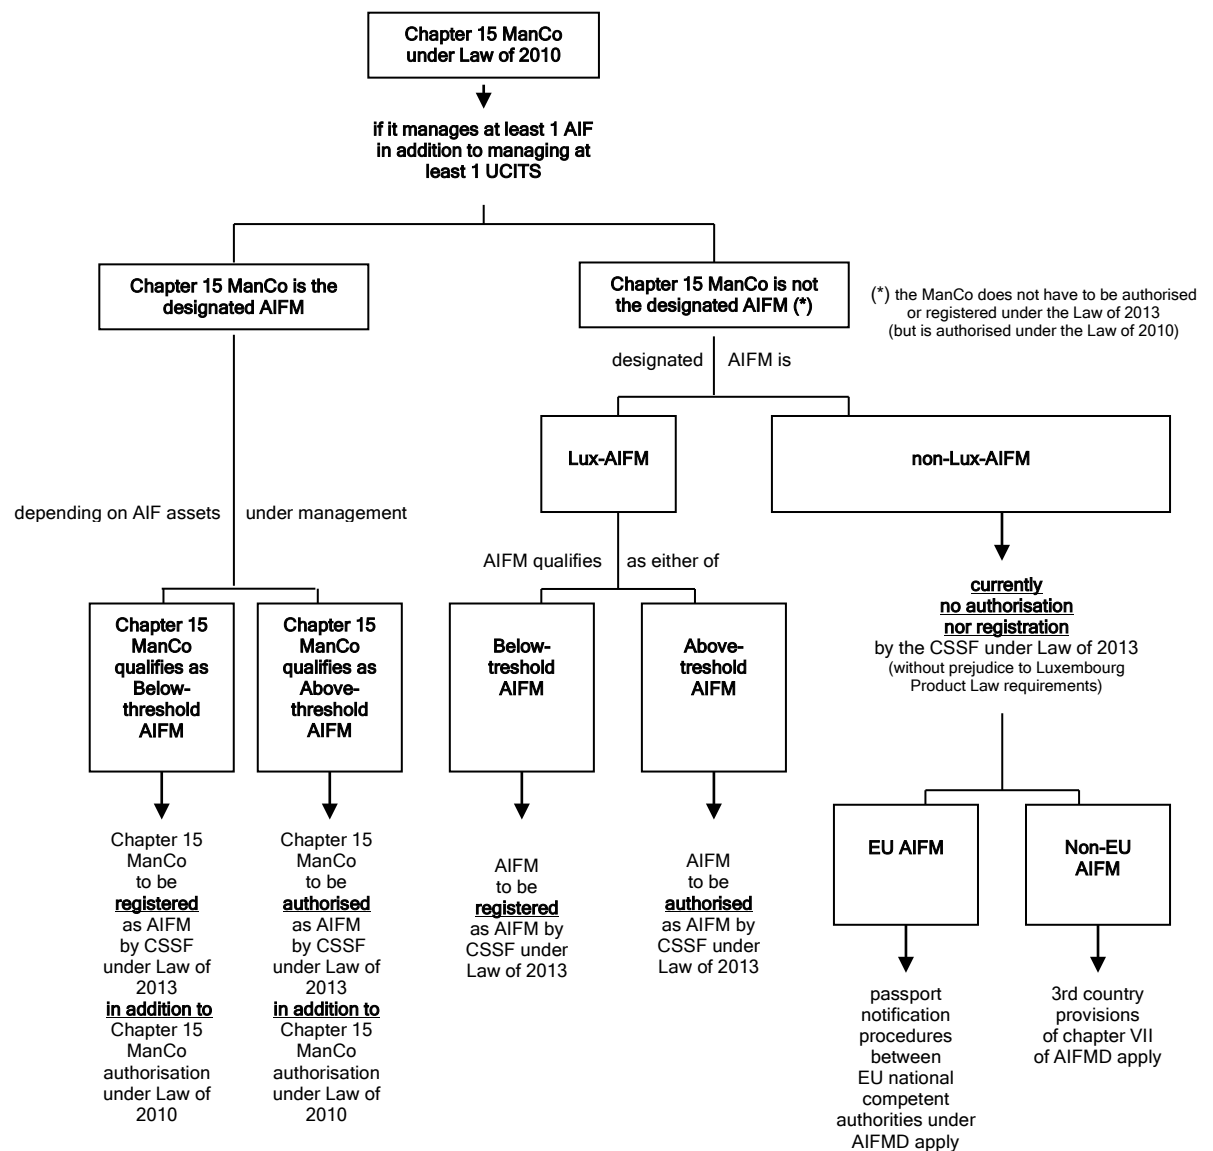 Chapter 15 ManCo
under Law of 2010
if it manages at least 1 AIF
in addition to managing at
least 1 UCITS
Chapter 15 ManCo is the
designated AIFM
Chapter 15 ManCo is not
the designated AIFM (*)
(*) the ManCo does not have to be authorised
or registered under the Law of 2013
(but is authorised under the Law of 2010)
designated AIFM is
Lux-AIFM
non-Lux-AIFM
depending on AIF assets under management
AIFM qualifies as either of
Chapter 15
ManCo
qualifies as
Below-
threshold
AIFM
Chapter 15
ManCo
qualifies as
Above-
threshold
AIFM
Below-
treshold
AIFM
Above-
treshold
AIFM
currently
no authorisation
nor registration
by the CSSF under Law of 2013
(without prejudice to Luxembourg
Product Law requirements)
EU AIFM
Non-EU
AIFM
Chapter 15
ManCo
to be
registered
as AIFM
by CSSF
under Law of
2013
in addition to
Chapter 15
ManCo
authorisation
under Law of
2010
Chapter 15
ManCo
to be
authorised
as AIFM
by CSSF
under Law of
2013
in addition to
Chapter 15
ManCo
authorisation
under Law of
2010
AIFM
to be
registered
as AIFM by
CSSF under
Law of 2013
AIFM
to be
authorised
as AIFM by
CSSF under
Law of 2013
passport
notification
procedures
between
EU national
competent
authorities under
AIFMD apply
3rd country
provisions
of chapter VII
of AIFMD apply